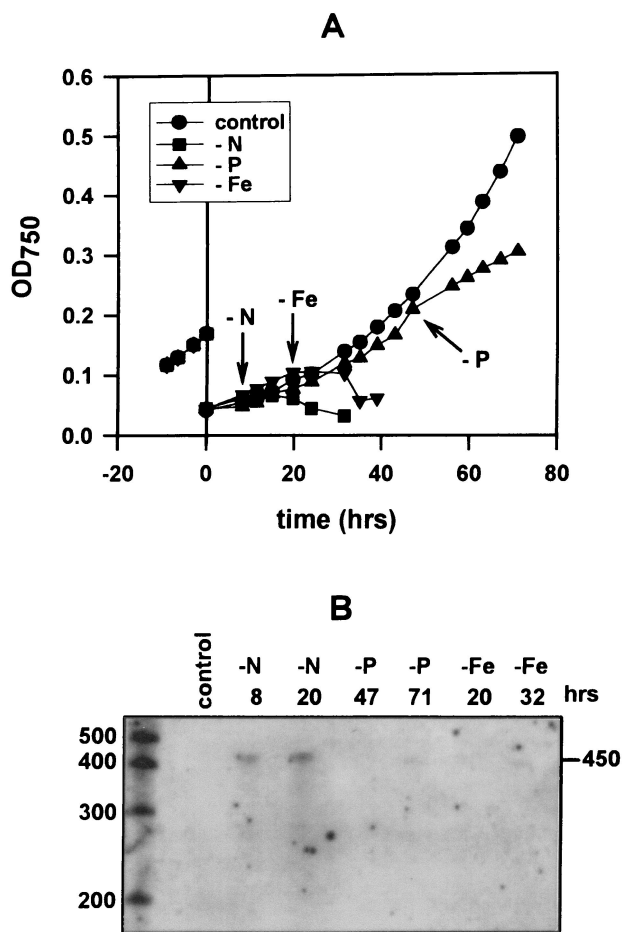 A
0.6
0.5
0.4
0.3
0.2
0.1
0.0
OD750
control
- N
- P
- Fe
- N
- Fe
- P
-20 0 20 40 60 80
time (hrs)
B
control -N -N -P -P -Fe -Fe
8 20 47 71 20 32 hrs
500
400
300
200
450